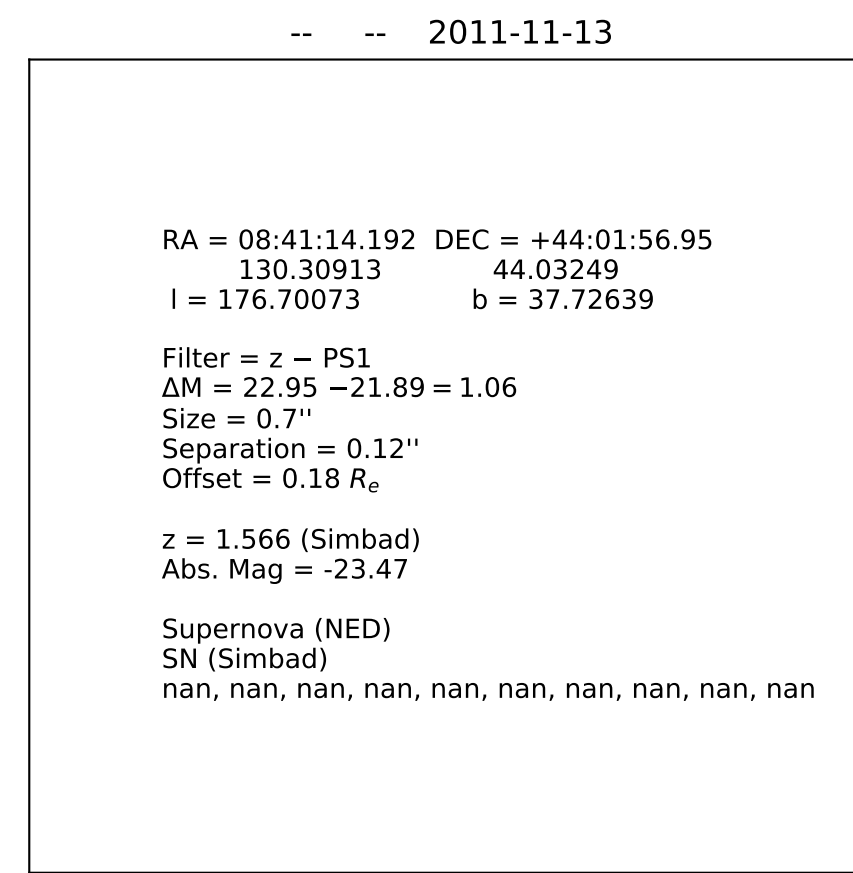 -- -- 2011-11-13
RA = 08:41:14.192 DEC = +44:01:56.95
130.30913 44.03249
l = 176.70073 b = 37.72639
Filter = z − PS1
ΔM = 22.95 −21.89 = 1.06
Size = 0.7''
Separation = 0.12''
Offset = 0.18 Rₑ
z = 1.566 (Simbad)
Abs. Mag = -23.47
Supernova (NED)
SN (Simbad)
nan, nan, nan, nan, nan, nan, nan, nan, nan, nan